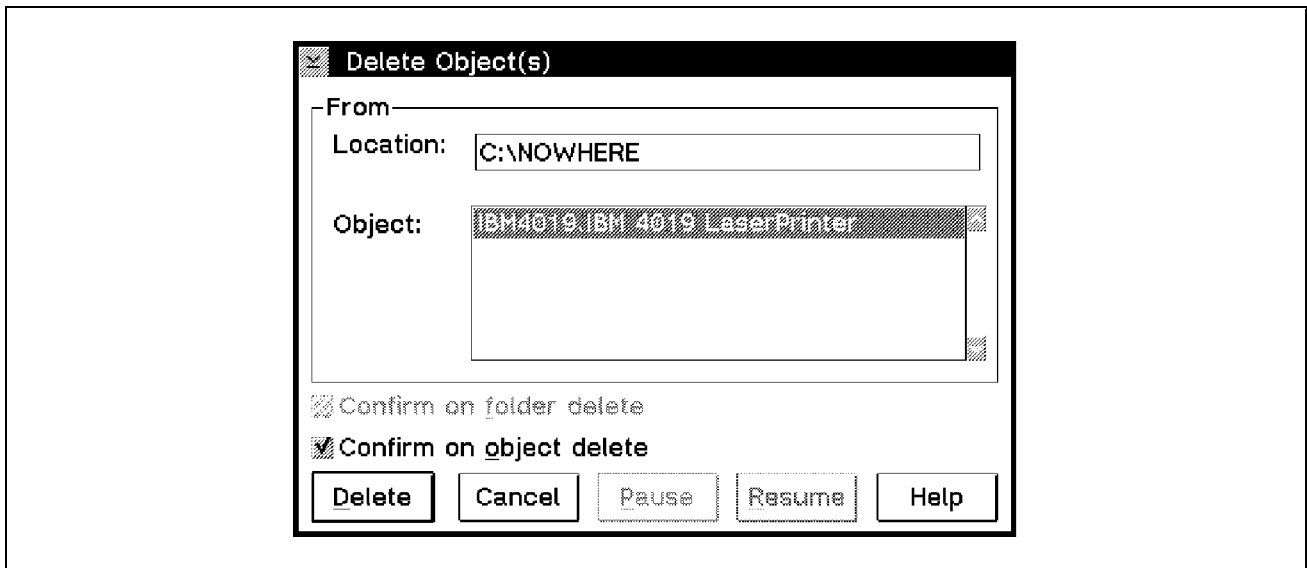 Delete Object(s)
From
Location: C:\NOWHERE
Object: IBM4019.IBM 4019 LaserPrinter
Confirm on folder delete
Confirm on object delete
Delete Cancel Pause Resume Help